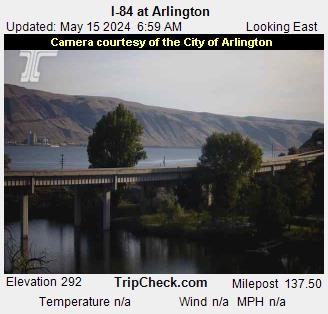 I-84 at Arlington
Updated: May 15 2024 6:59 AM Looking East
Camera courtesy of the City of Arlington
Elevation 292 TripCheck.com Milepost 137.50
Temperature n/a Wind n/a MPH n/a